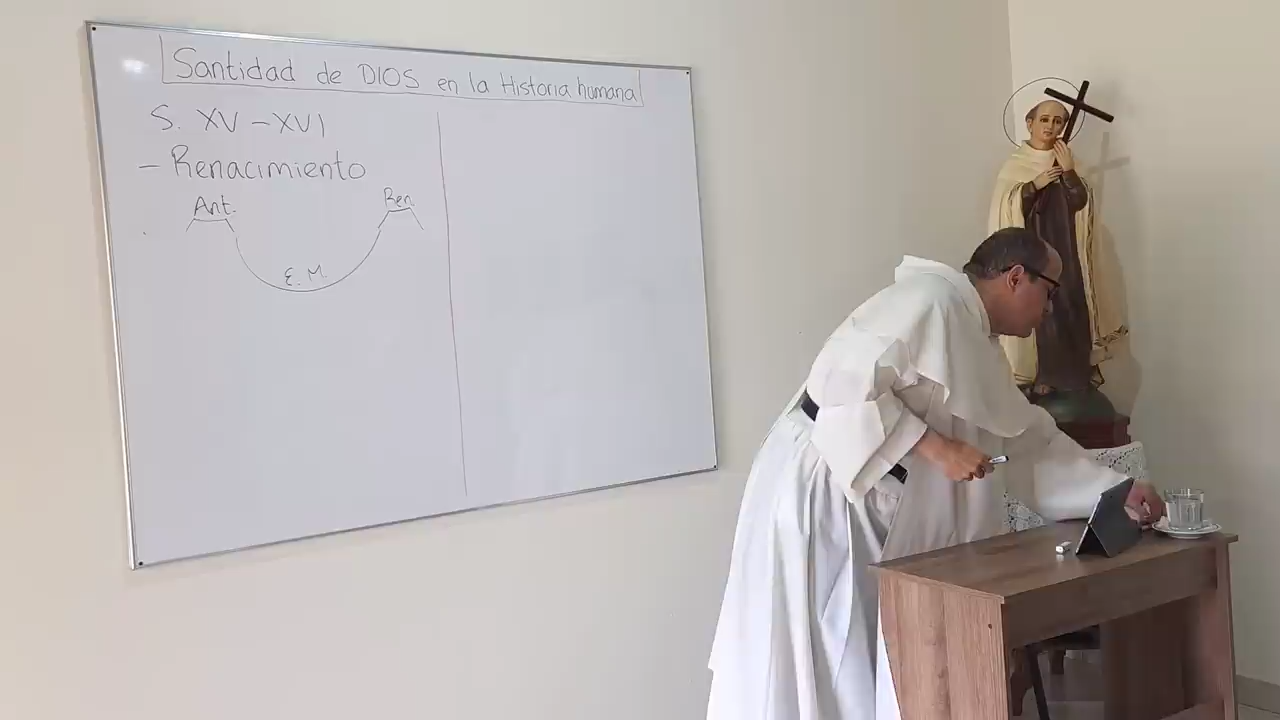 Santidad de DIOS en la Historia humana
S. XV - XVI
- Renacimiento
Ant. Ren.
E. M.